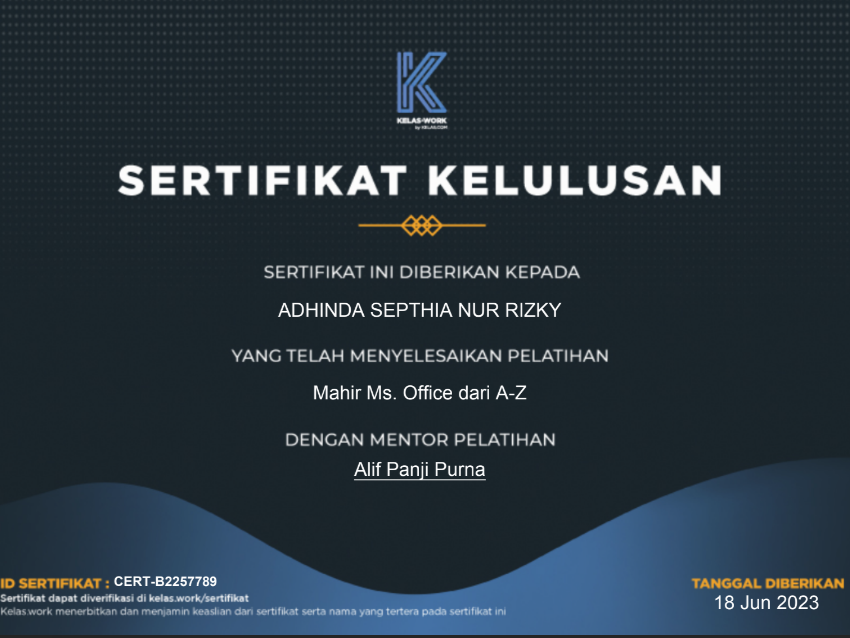 KELAS-WORK
by KELAS.COM
SERTIFIKAT KELULUSAN
SERTIFIKAT INI DIBERIKAN KEPADA
ADHINDA SEPTHIA NUR RIZKY
YANG TELAH MENYELESAIKAN PELATIHAN
Mahir Ms. Office dari A-Z
DENGAN MENTOR PELATIHAN
Alif Panji Purna
ID SERTIFIKAT : CERT-B2257789
Sertifikat dapat diverifikasi di kelas.work/sertifikat
Kelas.work menerbitkan dan menjamin keaslian dari sertifikat serta nama yang tertera pada sertifikat ini
TANGGAL DIBERIKAN
18 Jun 2023